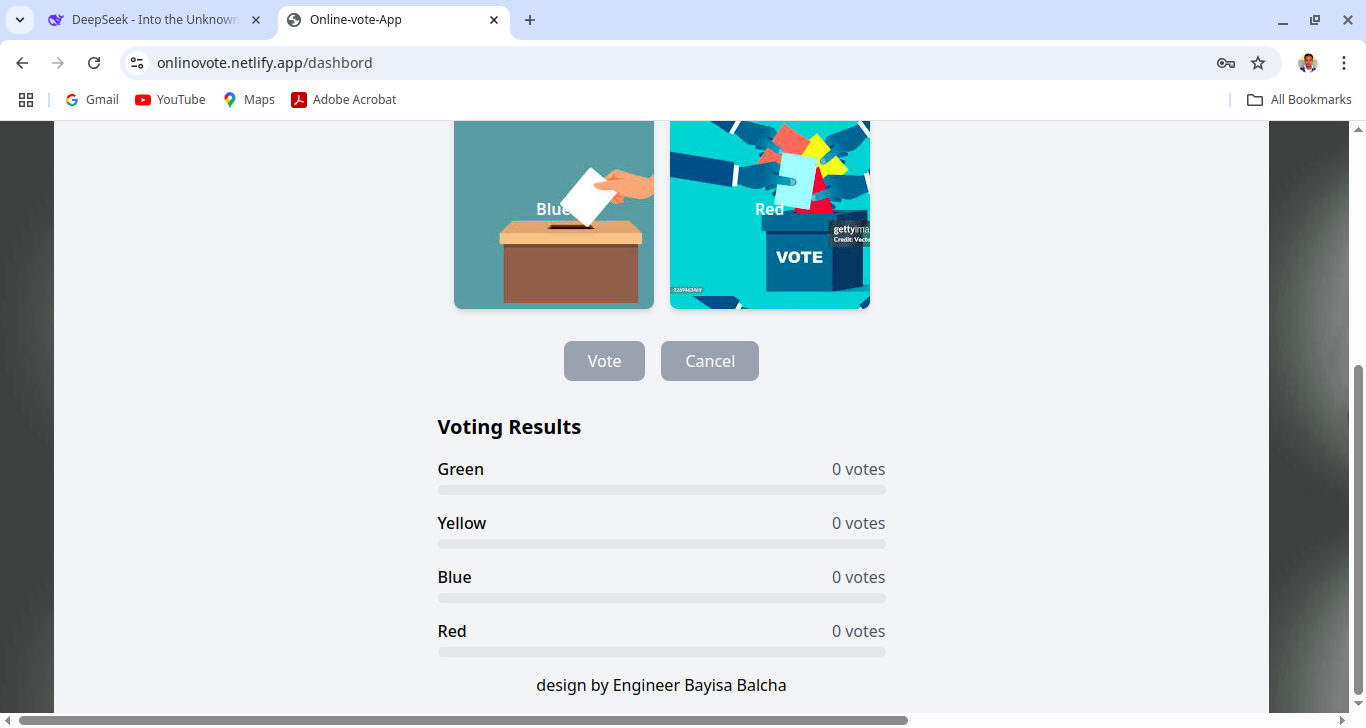 DeepSeek - Into the Unknown
Online-vote-App
onlinovote.netlify.app/dashbord
Gmail YouTube Maps Adobe Acrobat All Bookmarks
Blue Red
gettyima
Credit: Vecto
VOTE
1269463469
Vote Cancel
Voting Results
Green 0 votes
Yellow 0 votes
Blue 0 votes
Red 0 votes
design by Engineer Bayisa Balcha